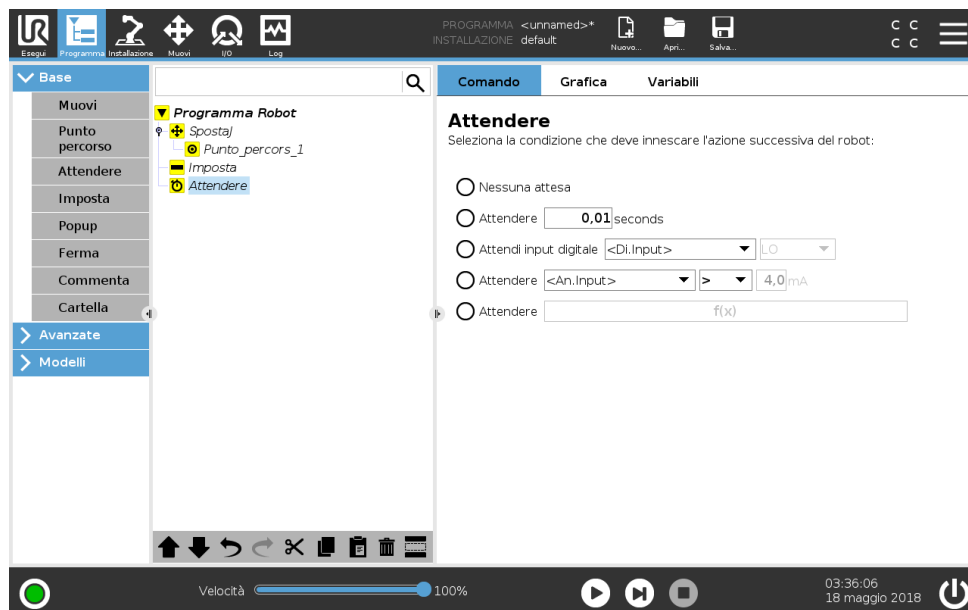 PROGRAMMA <unnamed>*
INSTALLAZIONE default
UR
Esegui
Programma
Installazione
Muovi
I/O
Log
Nuovo...
Apri...
Salva...
C C
C C
Base
Muovi
Punto
percorso
Attendere
Imposta
Popup
Ferma
Commenta
Cartella
Avanzate
Modelli
Programma Robot
SpostaJ
Punto_percors_1
Imposta
Attendere
Comando Grafica Variabili
Attendere
Seleziona la condizione che deve innescare l'azione successiva del robot:
Nessuna attesa
Attendere 0,01 seconds
Attendi input digitale <Di.Input> LO
Attendere <An.Input> > 4,0 mA
Attendere f(x)
Velocità 100%
03:36:06
18 maggio 2018